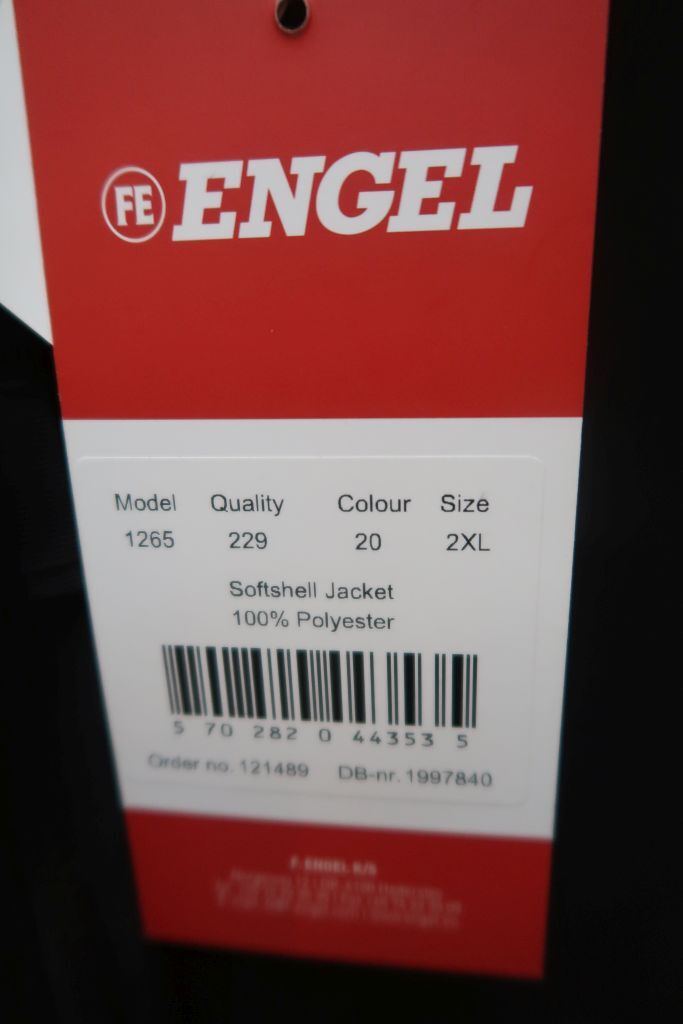 FE ENGEL
Model Quality Colour Size
1265 229 20 2XL
Softshell Jacket
100% Polyester
5 70 282 0 44353 5
Order no. 121489 DB-nr. 1997840
F. ENGEL K/S